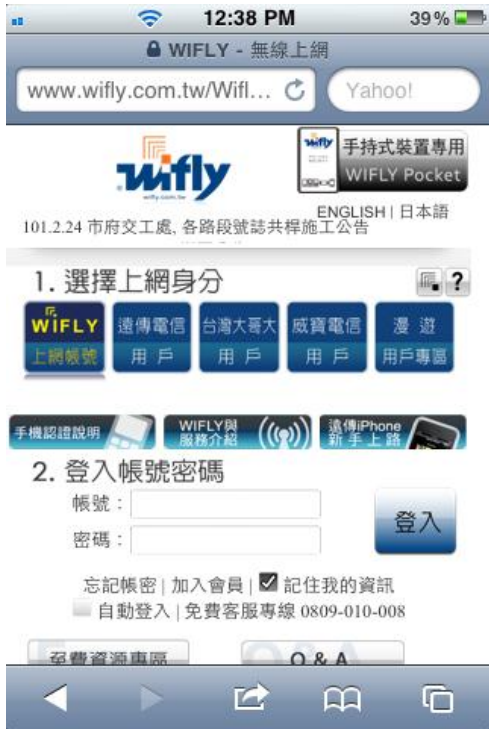 12:38 PM
39%
WIFLY - 無線上網
www.wifly.com.tw/Wifl...
Yahoo!
wifly
手持式裝置專用
WIFLY Pocket
ENGLISH | 日本語
101.2.24 市府交工處, 各路段號誌共桿施工公告
1. 選擇上網身分
?
WiFLY
上網帳號
遠傳電信
用戶
台灣大哥大
用戶
威寶電信
用戶
漫遊
用戶專區
手機認證說明
WIFLY與
服務介紹
遠傳iPhone
新手上路
2. 登入帳號密碼
帳號：
密碼：
登入
忘記帳密 | 加入會員 | 記住我的資訊
自動登入 | 免費客服專線 0809-010-008
Q & A